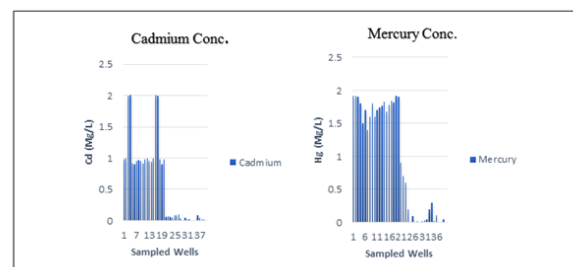 Cadmium Conc.
2.5
2
1.5
1
0.5
0
Cd (Mg/L)
1 7 13 19 25 31 37
Sampled Wells
Cadmium
Mercury Conc.
2.5
2
1.5
1
0.5
0
Hg (Mg/L)
1 6 11 16 21 26 31 36
Sampled Wells
Mercury